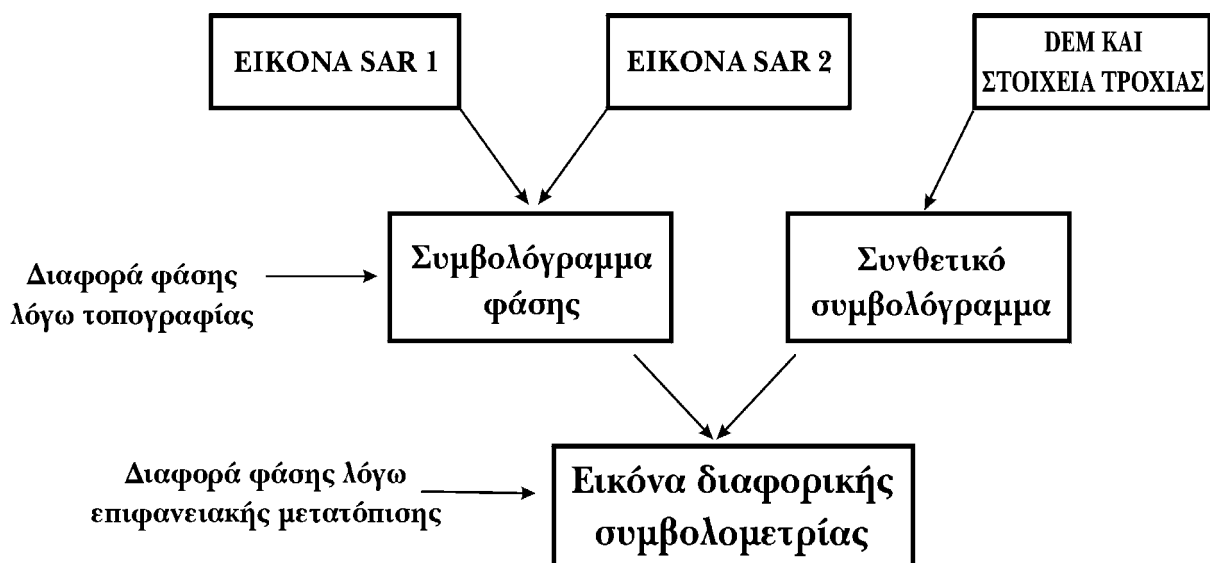 ΕΙΚΟΝΑ SAR 1
ΕΙΚΟΝΑ SAR 2
DEM ΚΑΙ
ΣΤΟΙΧΕΙΑ ΤΡΟΧΙΑΣ
Διαφορά φάσης
λόγω τοπογραφίας
Συμβολόγραμμα
φάσης
Συνθετικό
συμβολόγραμμα
Διαφορά φάσης λόγω
επιφανειακής μετατόπισης
Εικόνα διαφορικής
συμβολομετρίας